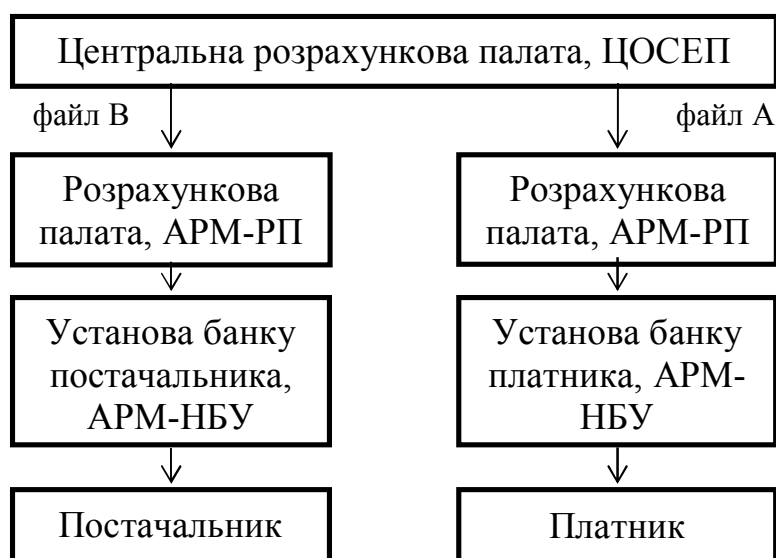 Центральна розрахункова палата, ЦОСЕП
файл В
файл А
Розрахункова
палата, АРМ-РП
Розрахункова
палата, АРМ-РП
Установа банку
постачальника,
АРМ-НБУ
Установа банку
платника, АРМ-
НБУ
Постачальник
Платник